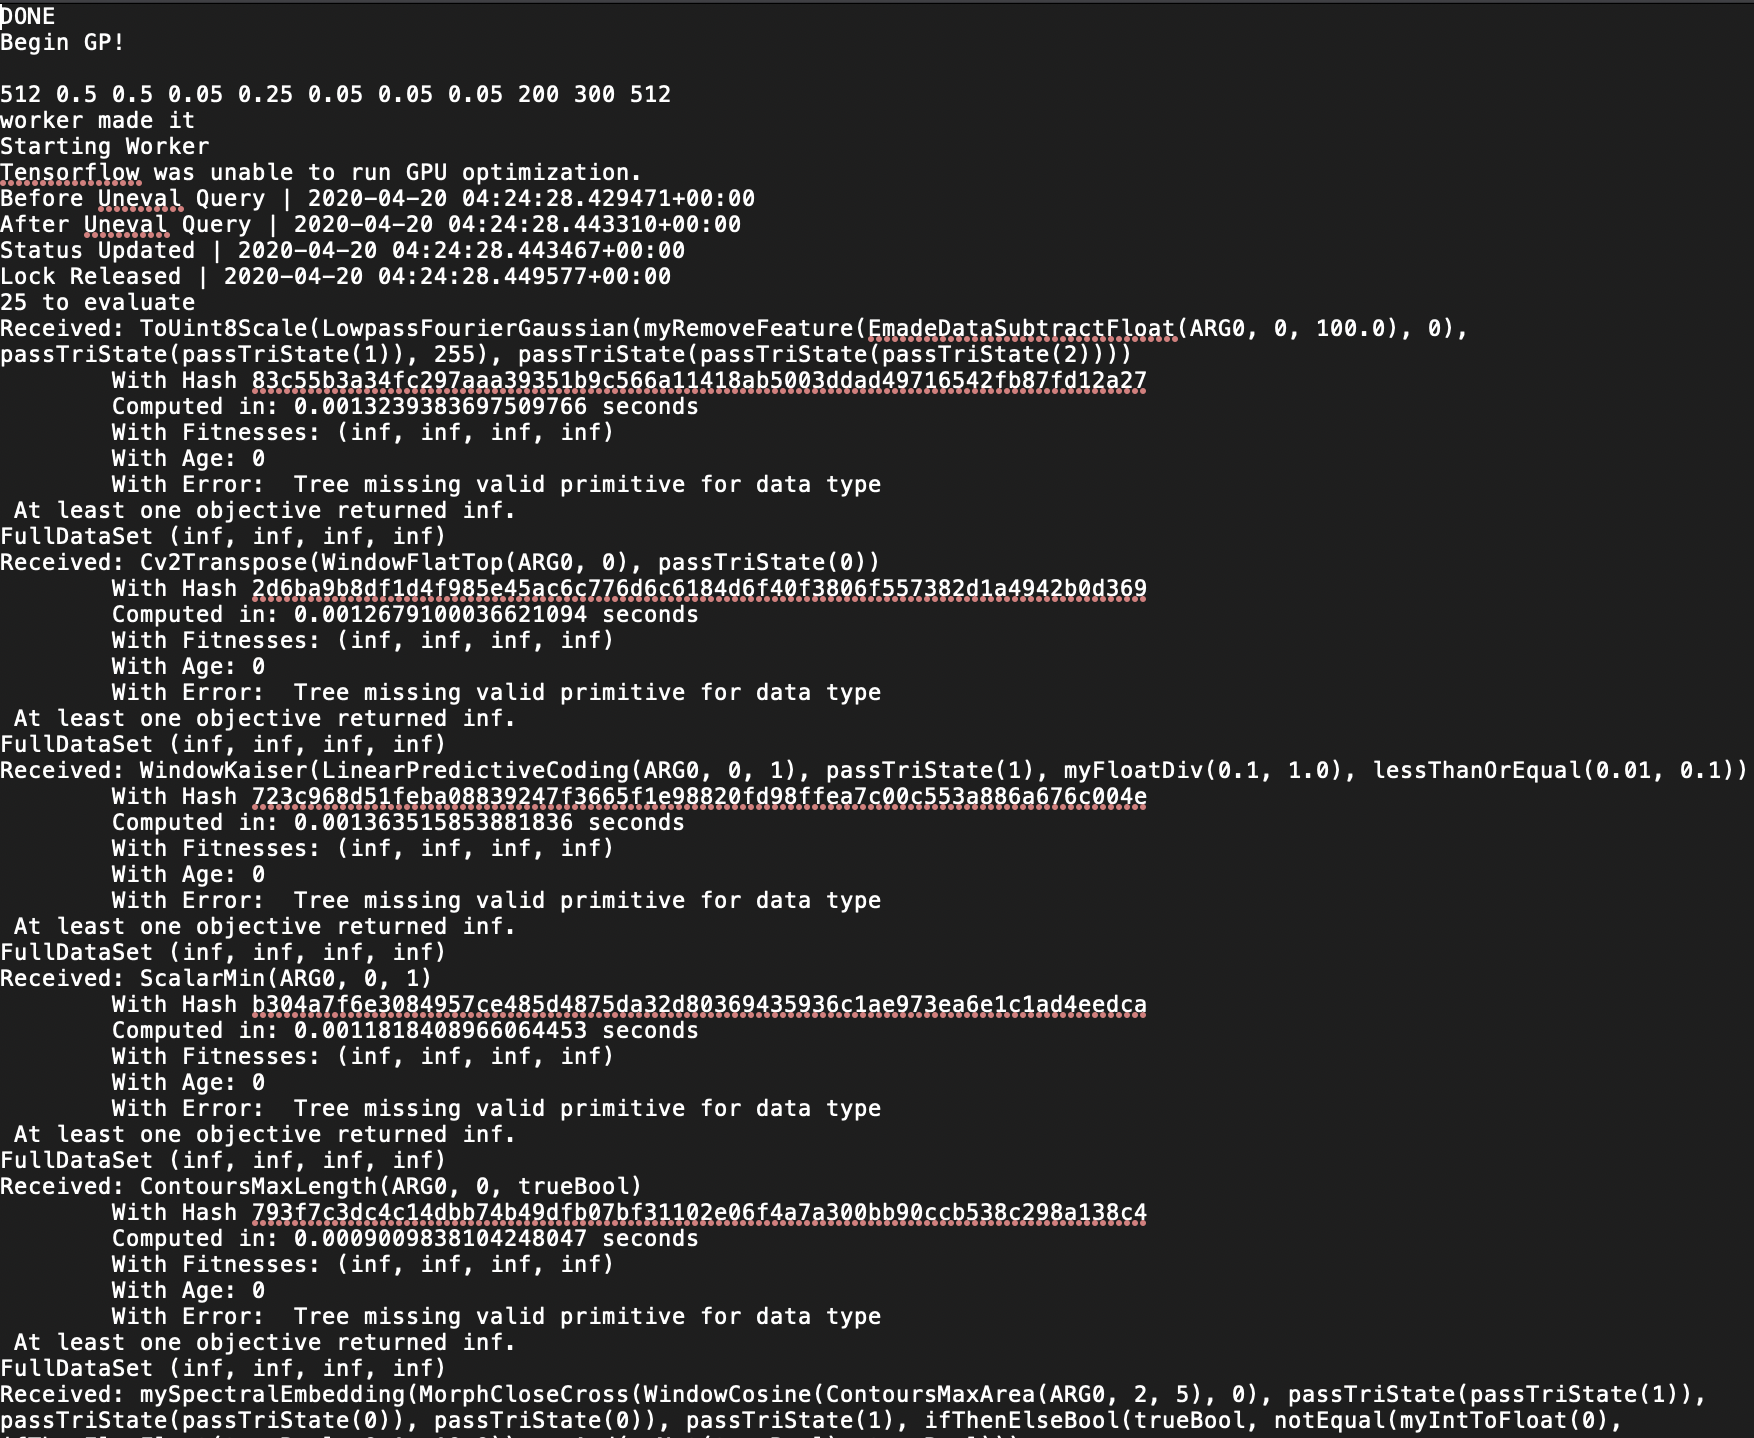 DONE
Begin GP!
512 0.5 0.5 0.05 0.25 0.05 0.05 0.05 200 300 512
worker made it
Starting Worker
Tensorflow was unable to run GPU optimization.
Before Uneval Query | 2020-04-20 04:24:28.429471+00:00
After Uneval Query | 2020-04-20 04:24:28.443310+00:00
Status Updated | 2020-04-20 04:24:28.443467+00:00
Lock Released | 2020-04-20 04:24:28.449577+00:00
25 to evaluate
Received: ToUint8Scale(LowpassFourierGaussian(myRemoveFeature(EmadeDataSubtractFloat(ARG0, 0, 100.0), 0),
passTriState(passTriState(1)), 255), passTriState(passTriState(passTriState(2))))
With Hash 83c55b3a34fc297aaa39351b9c566a11418ab5003ddad49716542fb87fd12a27
Computed in: 0.0013239383697509766 seconds
With Fitnesses: (inf, inf, inf, inf)
With Age: 0
With Error:  Tree missing valid primitive for data type
At least one objective returned inf.
FullDataSet (inf, inf, inf, inf)
Received: Cv2Transpose(WindowFlatTop(ARG0, 0), passTriState(0))
With Hash 2d6ba9b8df1d4f985e45ac6c776d6c6184d6f40f3806f557382d1a4942b0d369
Computed in: 0.0012679100036621094 seconds
With Fitnesses: (inf, inf, inf, inf)
With Age: 0
With Error:  Tree missing valid primitive for data type
At least one objective returned inf.
FullDataSet (inf, inf, inf, inf)
Received: WindowKaiser(LinearPredictiveCoding(ARG0, 0, 1), passTriState(1), myFloatDiv(0.1, 1.0), lessThanOrEqual(0.01, 0.1))
With Hash 723c968d51feba08839247f3665f1e98820fd98ffea7c00c553a886a676c004e
Computed in: 0.001363515853881836 seconds
With Fitnesses: (inf, inf, inf, inf)
With Age: 0
With Error:  Tree missing valid primitive for data type
At least one objective returned inf.
FullDataSet (inf, inf, inf, inf)
Received: ScalarMin(ARG0, 0, 1)
With Hash b304a7f6e3084957ce485d4875da32d80369435936c1ae973ea6e1c1ad4eedca
Computed in: 0.0011818408966064453 seconds
With Fitnesses: (inf, inf, inf, inf)
With Age: 0
With Error:  Tree missing valid primitive for data type
At least one objective returned inf.
FullDataSet (inf, inf, inf, inf)
Received: ContoursMaxLength(ARG0, 0, trueBool)
With Hash 793f7c3dc4c14dbb74b49dfb07bf31102e06f4a7a300bb90ccb538c298a138c4
Computed in: 0.0009009838104248047 seconds
With Fitnesses: (inf, inf, inf, inf)
With Age: 0
With Error:  Tree missing valid primitive for data type
At least one objective returned inf.
FullDataSet (inf, inf, inf, inf)
Received: mySpectralEmbedding(MorphCloseCross(WindowCosine(ContoursMaxArea(ARG0, 2, 5), 0), passTriState(passTriState(1)),
passTriState(passTriState(0)), passTriState(0)), passTriState(1), ifThenElseBool(trueBool, notEqual(myIntToFloat(0),